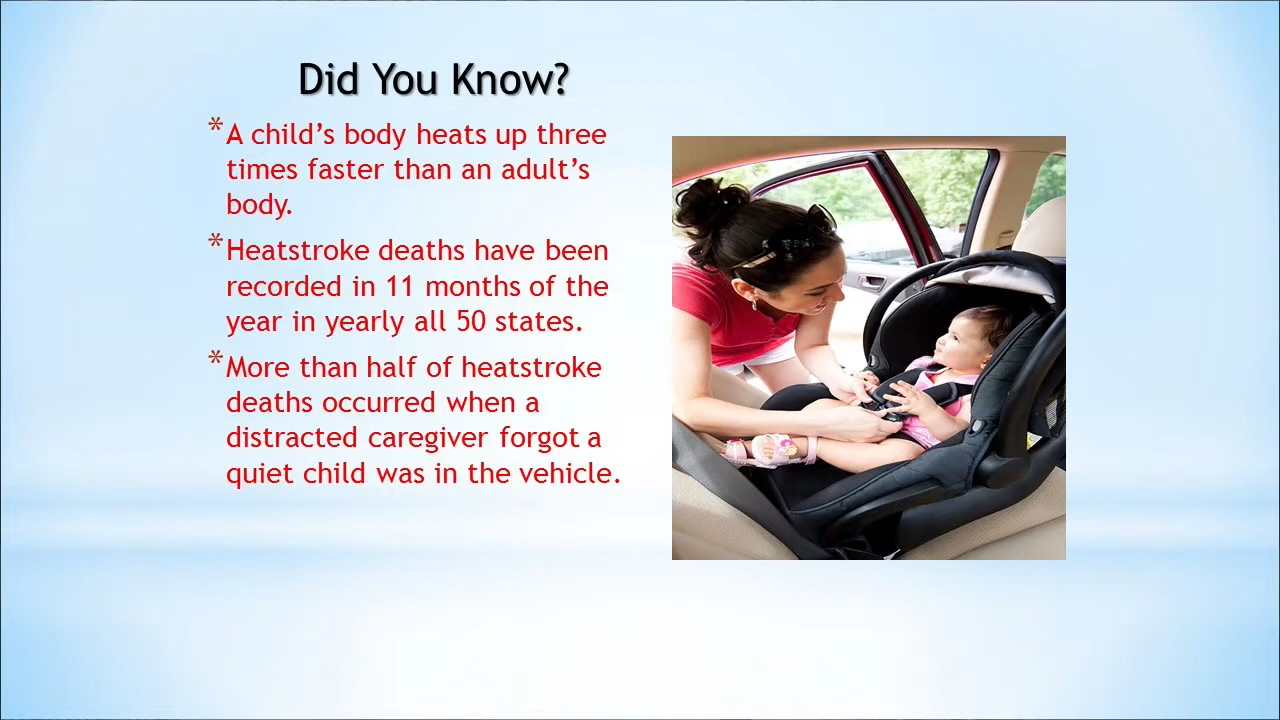 Did You Know?
* A child’s body heats up three
times faster than an adult’s
body.
* Heatstroke deaths have been
recorded in 11 months of the
year in yearly all 50 states.
* More than half of heatstroke
deaths occurred when a
distracted caregiver forgot a
quiet child was in the vehicle.